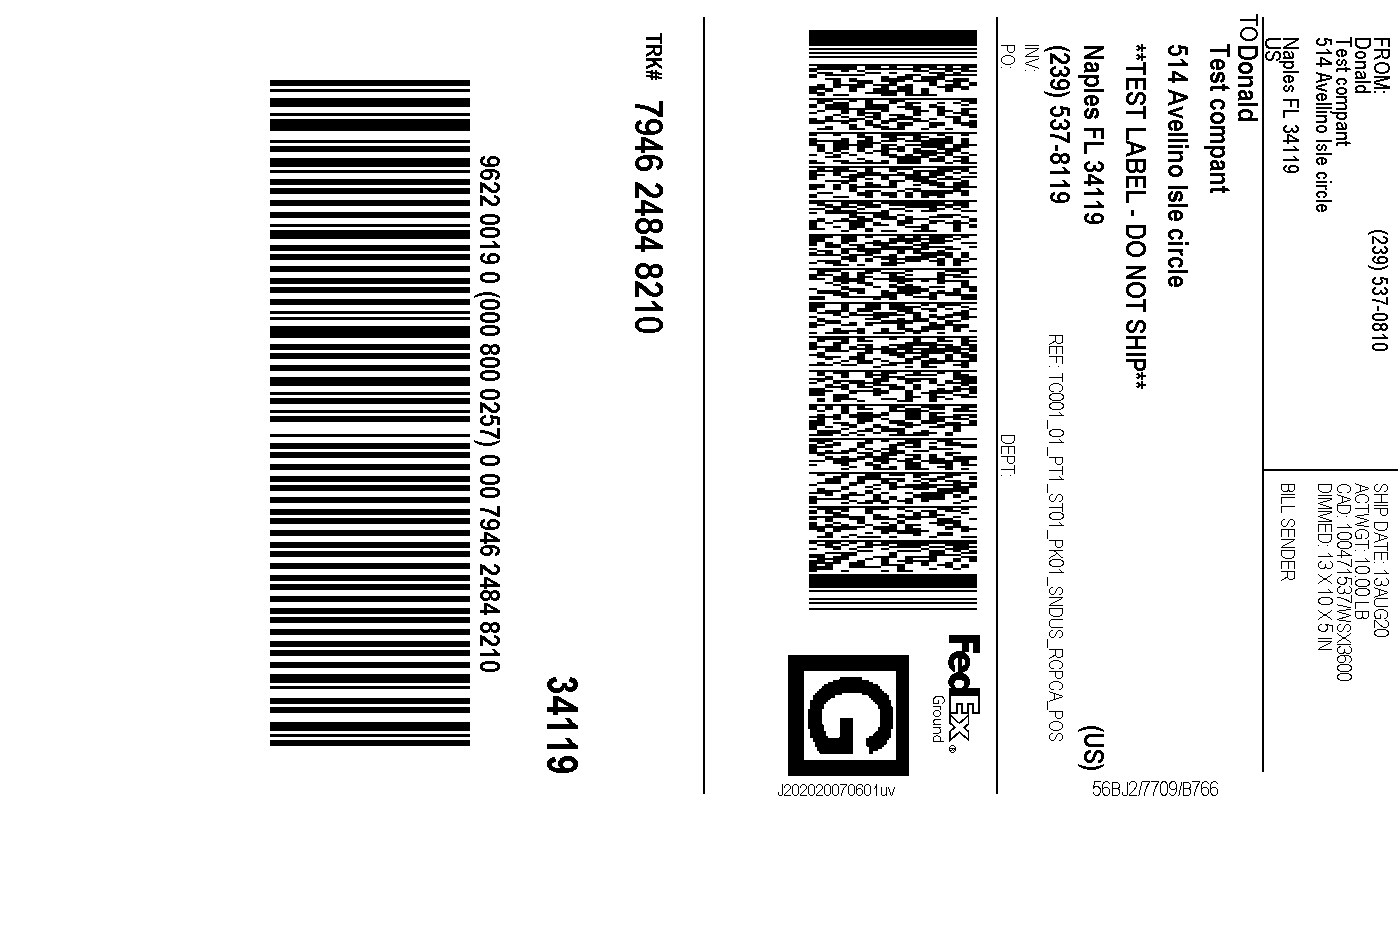 FROM:
Donald
(239) 537-0810
Test compant
514 Avellino Isle circle
Naples FL 34119
US
SHIP DATE: 13AUG20
ACTWGT: 10.00 LB
CAD: 100471537/WSXI3600
DIMMED: 13 X 10 X 5 IN
BILL SENDER
TO Donald
Test compant
514 Avellino Isle circle
**TEST LABEL - DO NOT SHIP**
Naples FL 34119
(US)
(239) 537-8119
REF: TC001_01_PT1_ST01_PK01_SNDUS_RCPCA_POS
INV:
PO:
DEPT:
56BJ2/7709/B766
FedEx ®
Ground
G
J202020070601uv
TRK# 7946 2484 8210
34119
9622 0019 0 (000 800 0257) 0 00 7946 2484 8210